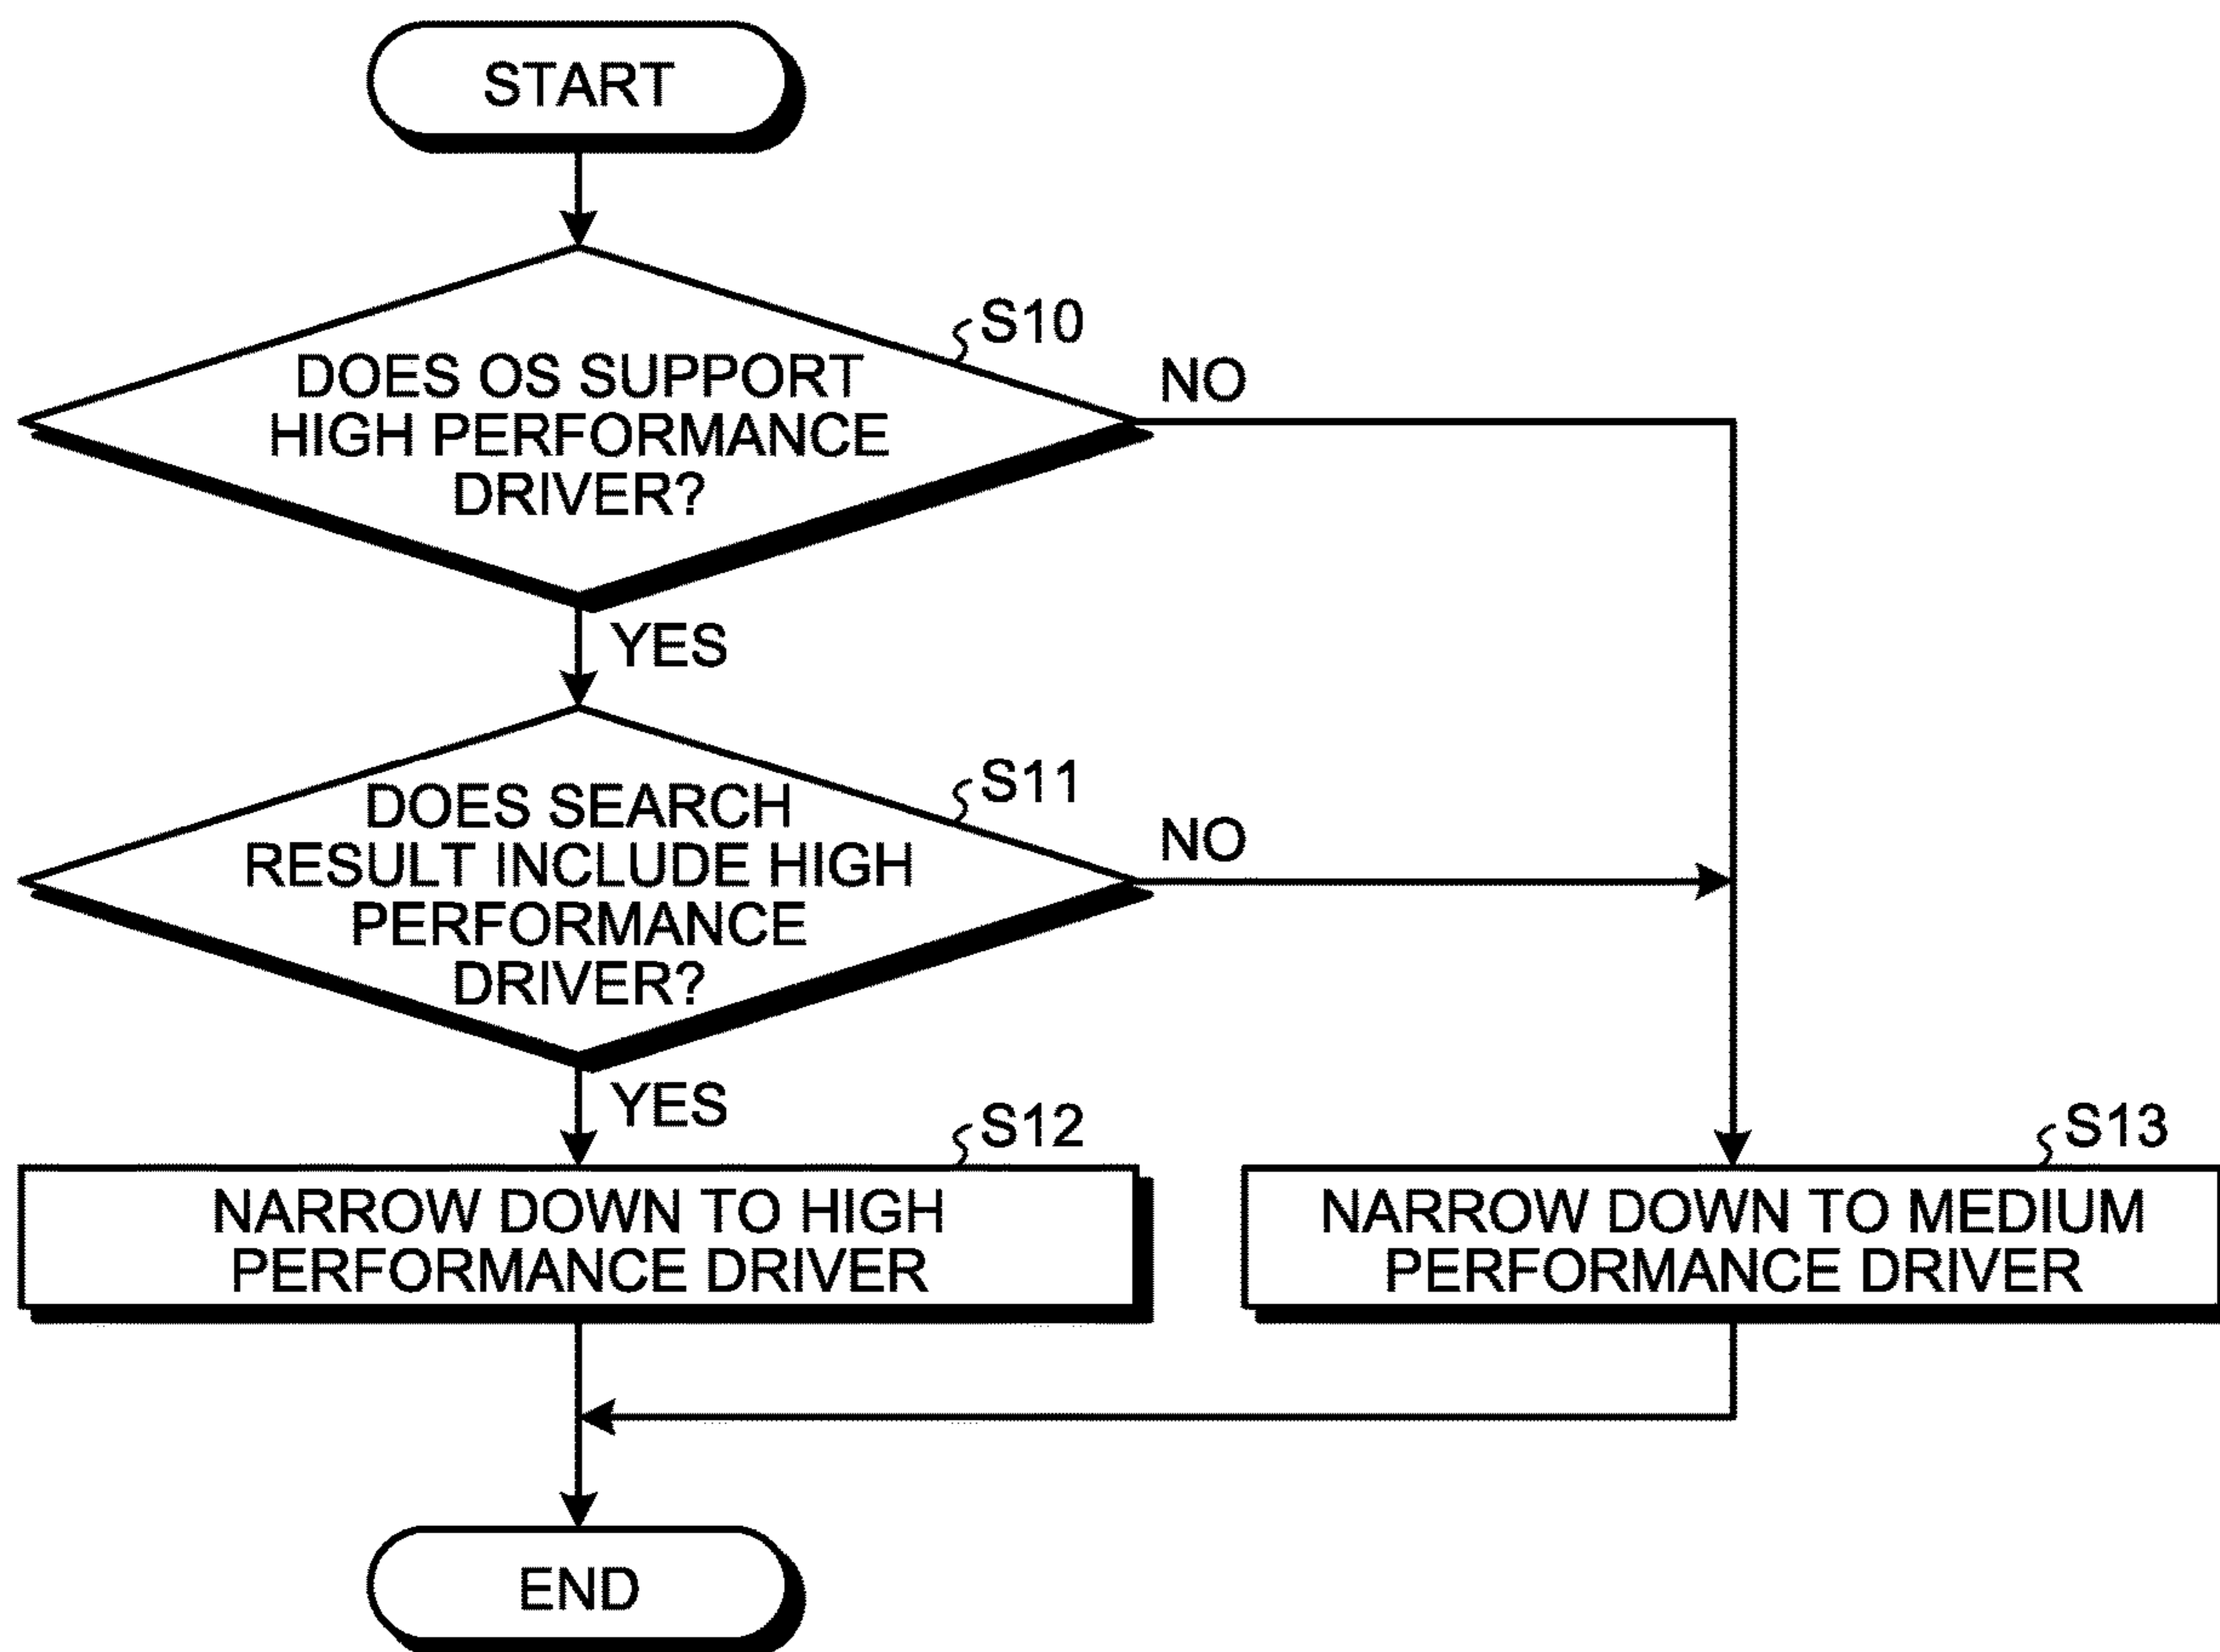 START
S10
DOES OS SUPPORT
HIGH PERFORMANCE
DRIVER?
NO
YES
S11
DOES SEARCH
RESULT INCLUDE HIGH
PERFORMANCE
DRIVER?
NO
YES
S12
NARROW DOWN TO HIGH
PERFORMANCE DRIVER
S13
NARROW DOWN TO MEDIUM
PERFORMANCE DRIVER
END